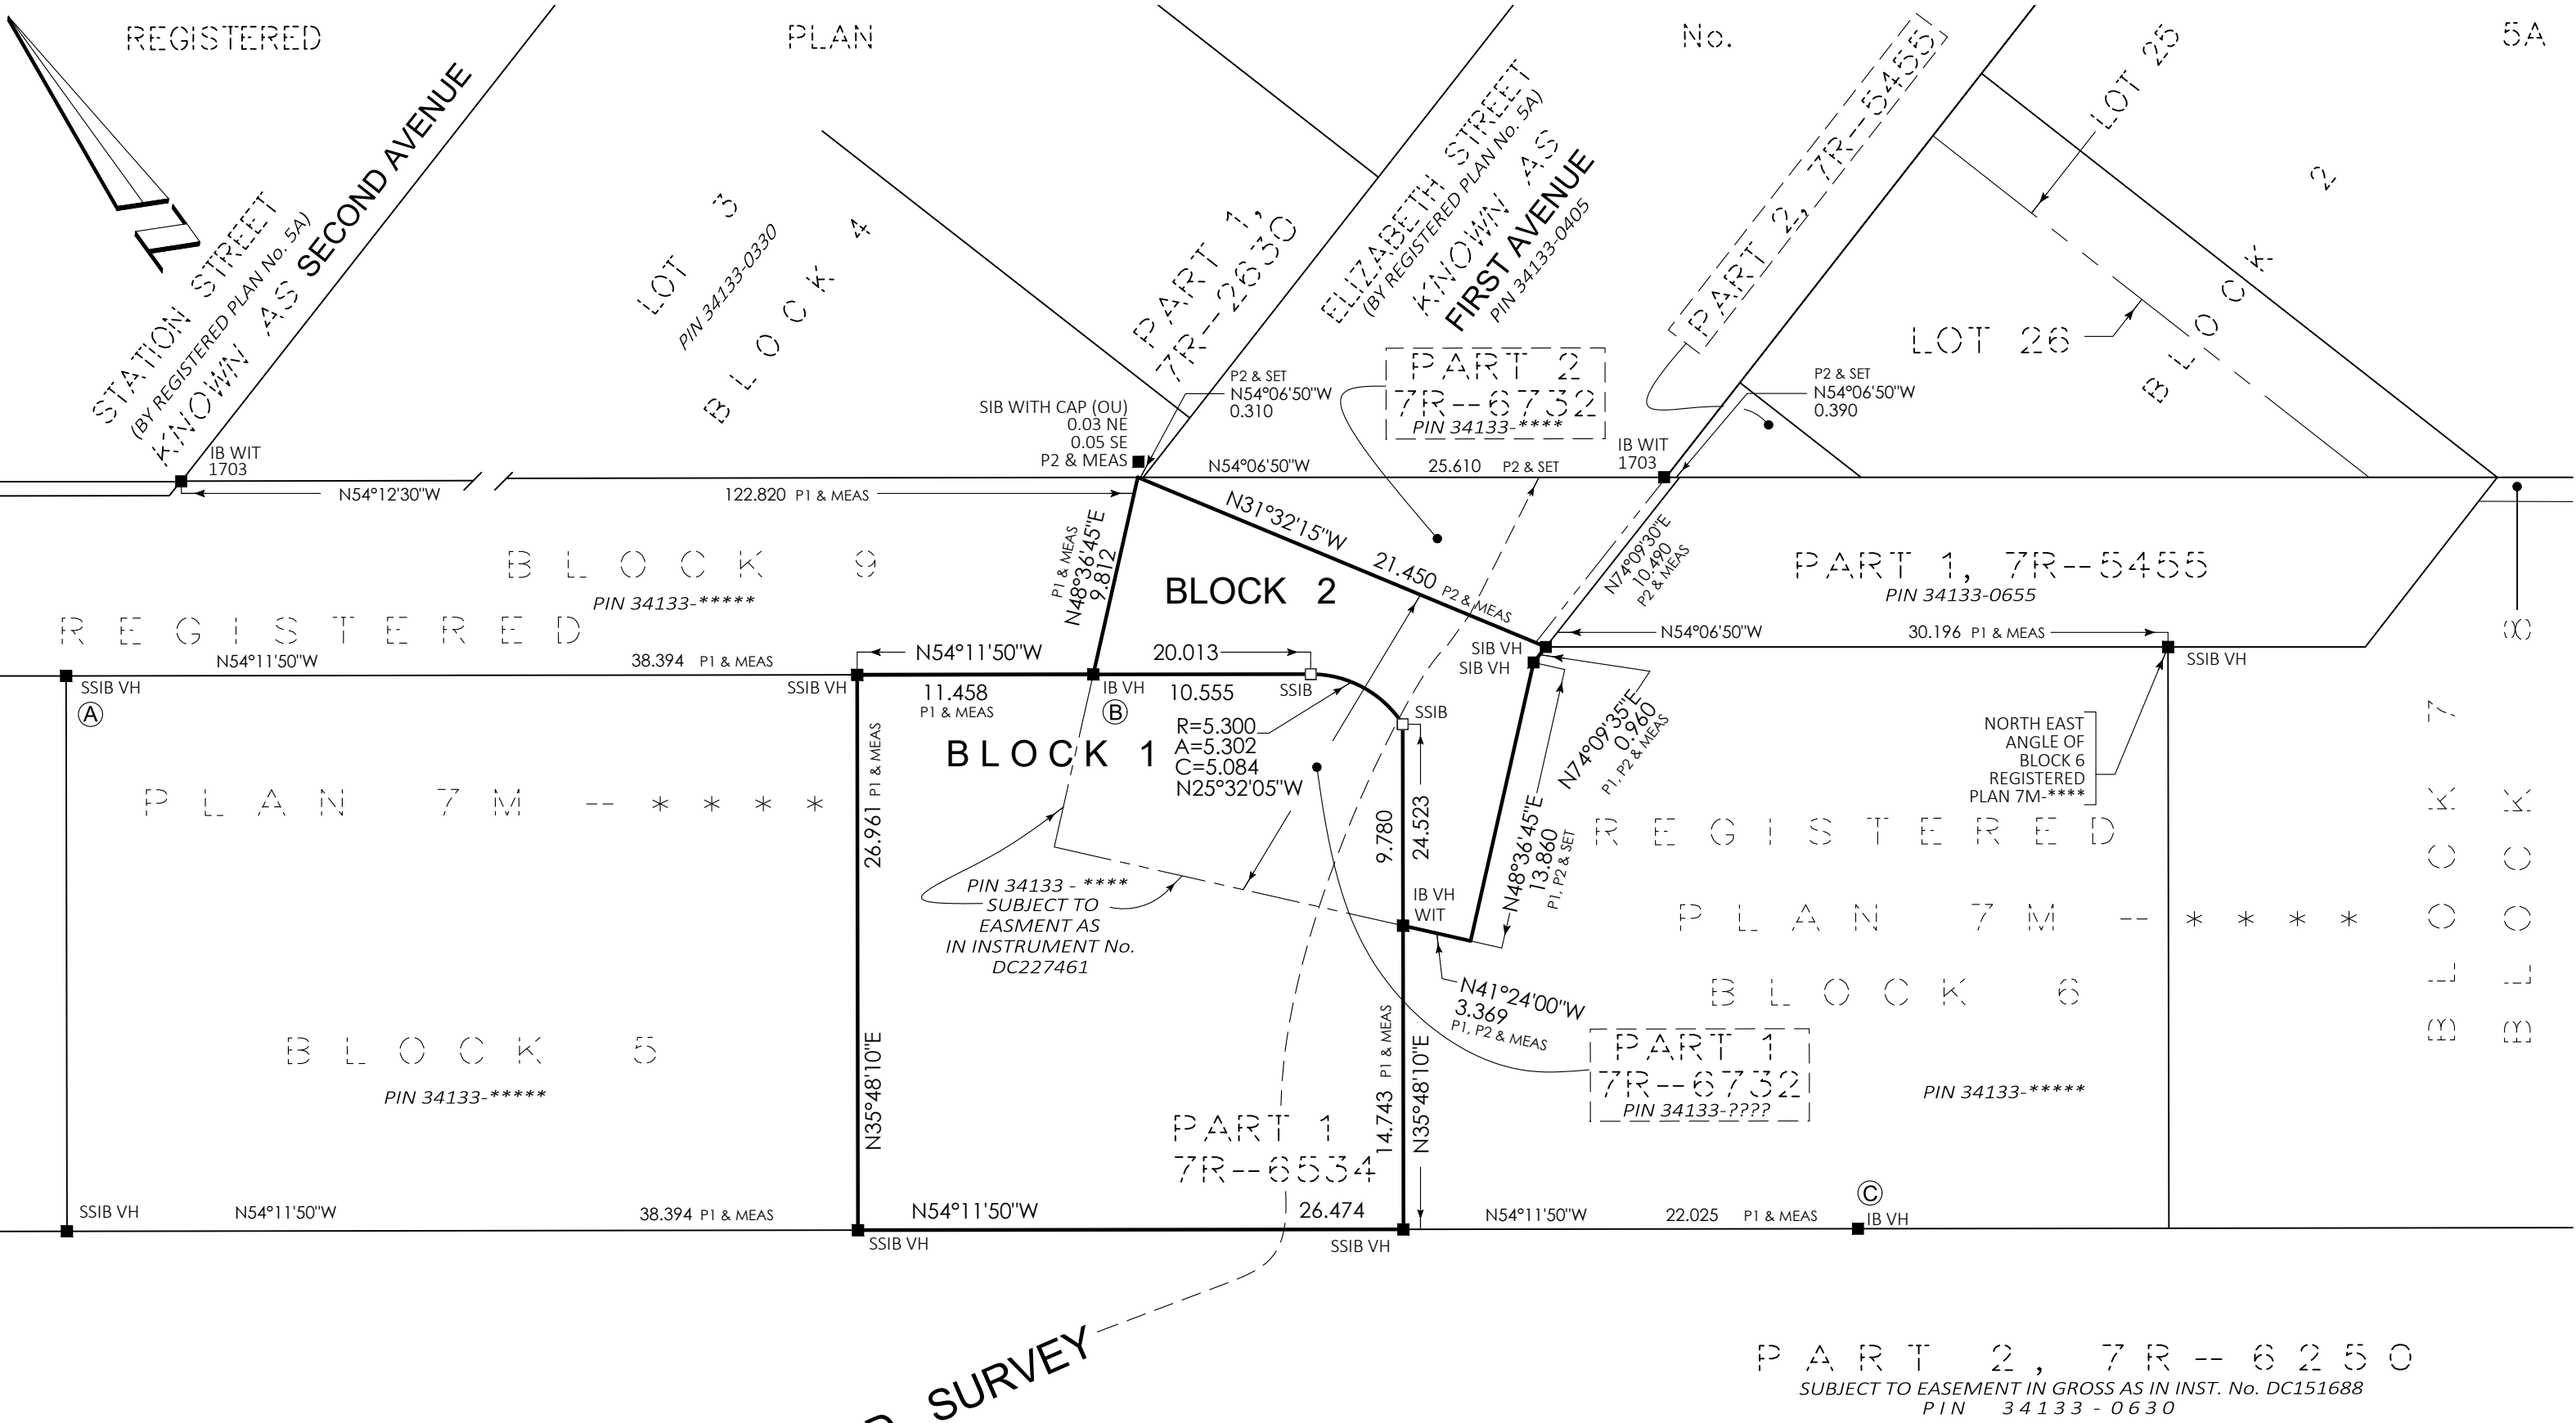 REGISTERED PLAN No. 5A
STATION STREET
(BY REGISTERED PLAN No. 5A)
KNOWN AS SECOND AVENUE
LOT 3
PIN 34133-0330
BLOCK 4
PART 1,
7R--2630
ELIZABETH STREET
(BY REGISTERED PLAN No. 5A)
KNOWN AS
FIRST AVENUE
PIN 34133-0405
PART 2, 7R--5455
LOT 25
LOT 26
BLOCK 2
PART 2
7R--6732
PIN 34133-****
P2 & SET
N54°06'50"W
0.310
SIB WITH CAP (OU)
0.03 NE
0.05 SE
P2 & MEAS
P2 & SET
N54°06'50"W
0.390
IB WIT
1703
IB WIT
1703
N54°12'30"W
122.820 P1 & MEAS
N54°06'50"W 25.610 P2 & SET
N31°32'15"W
21.450 P2 & MEAS
P1 & MEAS
N48°36'45"E
9.812
BLOCK 2
N74°09'30"E
10.490
P2 & MEAS
PART 1, 7R--5455
PIN 34133-0655
BLOCK 9
PIN 34133-*****
REGISTERED
N54°11'50"W 38.394 P1 & MEAS
N54°11'50"W 20.013
SIB VH
SIB VH
N54°06'50"W 30.196 P1 & MEAS
SSIB VH
SSIB VH
A
SSIB VH
11.458
P1 & MEAS
IB VH
B
10.555
SSIB
SSIB
R=5.300
A=5.302
C=5.084
N25°32'05"W
BLOCK 1
N74°09'35"E
0.960
P1, P2 & MEAS
NORTH EAST
ANGLE OF
BLOCK 6
REGISTERED
PLAN 7M-****
BLOCK 7
BLOCK 8
PLAN 7M -- ****
26.961 P1 & MEAS
N35°48'10"E
9.780
24.523
N48°36'45"E
13.860
P1, P2 & SET
REGISTERED
PLAN 7M -- ****
BLOCK 6
PIN 34133-*****
PIN 34133 - ****
SUBJECT TO
EASMENT AS
IN INSTRUMENT No.
DC227461
IB VH
WIT
N41°24'00"W
3.369
P1, P2 & MEAS
PART 1
7R--6732
PIN 34133-????
BLOCK 5
PIN 34133-*****
PART 1
7R--6534
14.743 P1 & MEAS
N35°48'10"E
SSIB VH
N54°11'50"W 38.394 P1 & MEAS
N54°11'50"W 26.474
N54°11'50"W 22.025 P1 & MEAS
C
IB VH
SSIB VH
SSIB VH
SURVEY
PART 2, 7R--6250
SUBJECT TO EASEMENT IN GROSS AS IN INST. No. DC151688
PIN 34133 - 0630